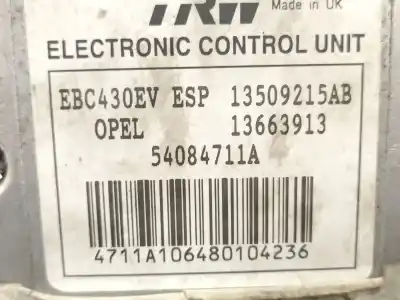 TRW
Made in UK
ELECTRONIC CONTROL UNIT
EBC430EV ESP 13509215AB
OPEL 13663913
54084711A
4711A106480104236